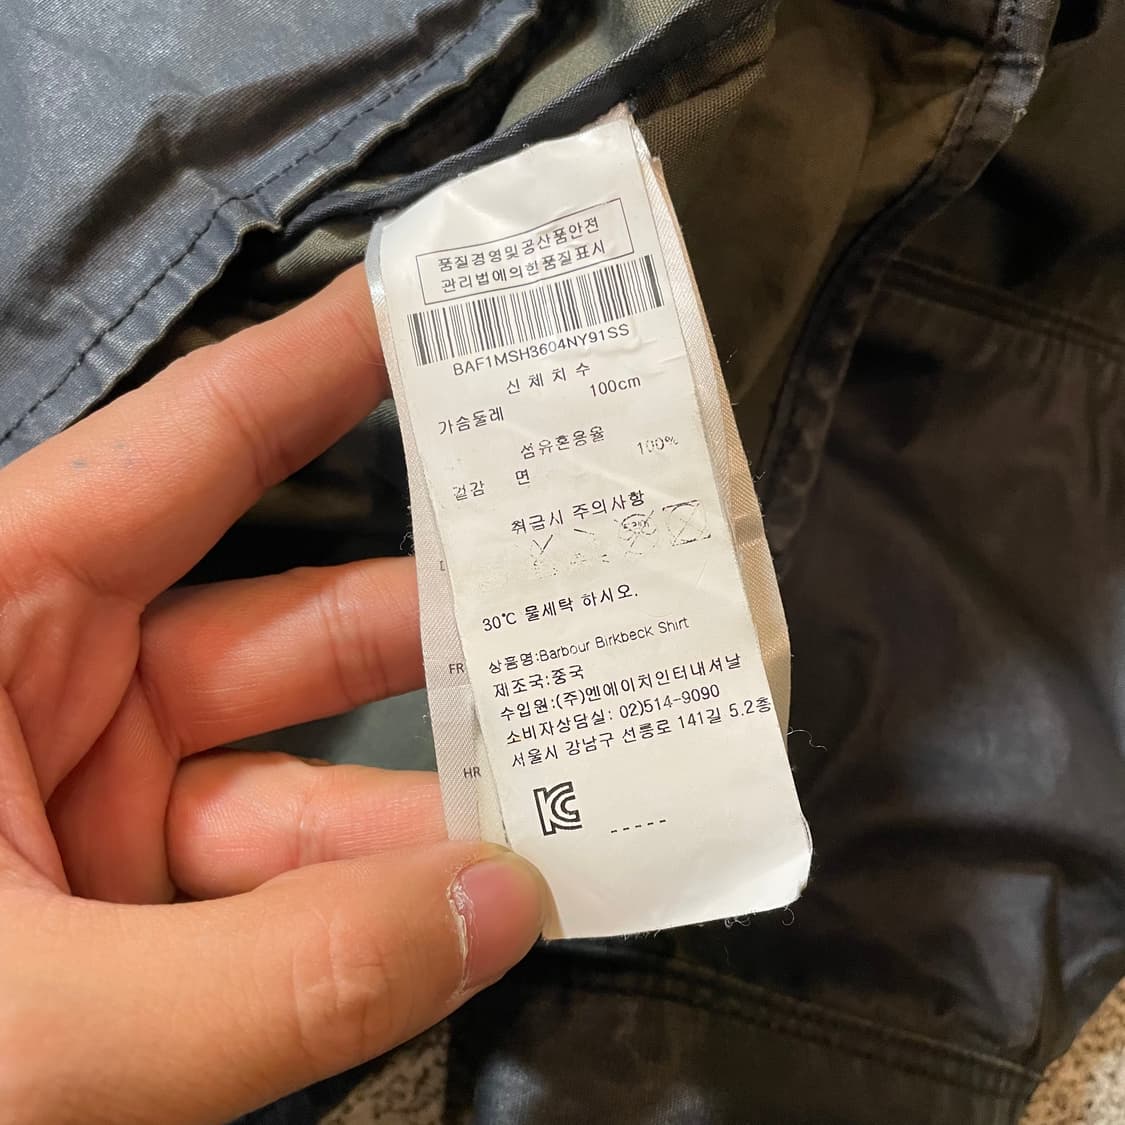 품질경영및공산품안전
관리법에의한품질표시
BAF1MSH3604NY91SS
신체치수
가슴둘레 100cm
섬유혼용율
겉감 면 100%
취급시 주의사항
드라이
30℃ 물세탁 하시오.
상품명:Barbour Birkbeck Shirt
제조국:중국
수입원:(주)엔에이치인터내셔날
소비자상담실: 02)514-9090
서울시 강남구 선릉로 141길 5.2층
KC
-----
FR
HR